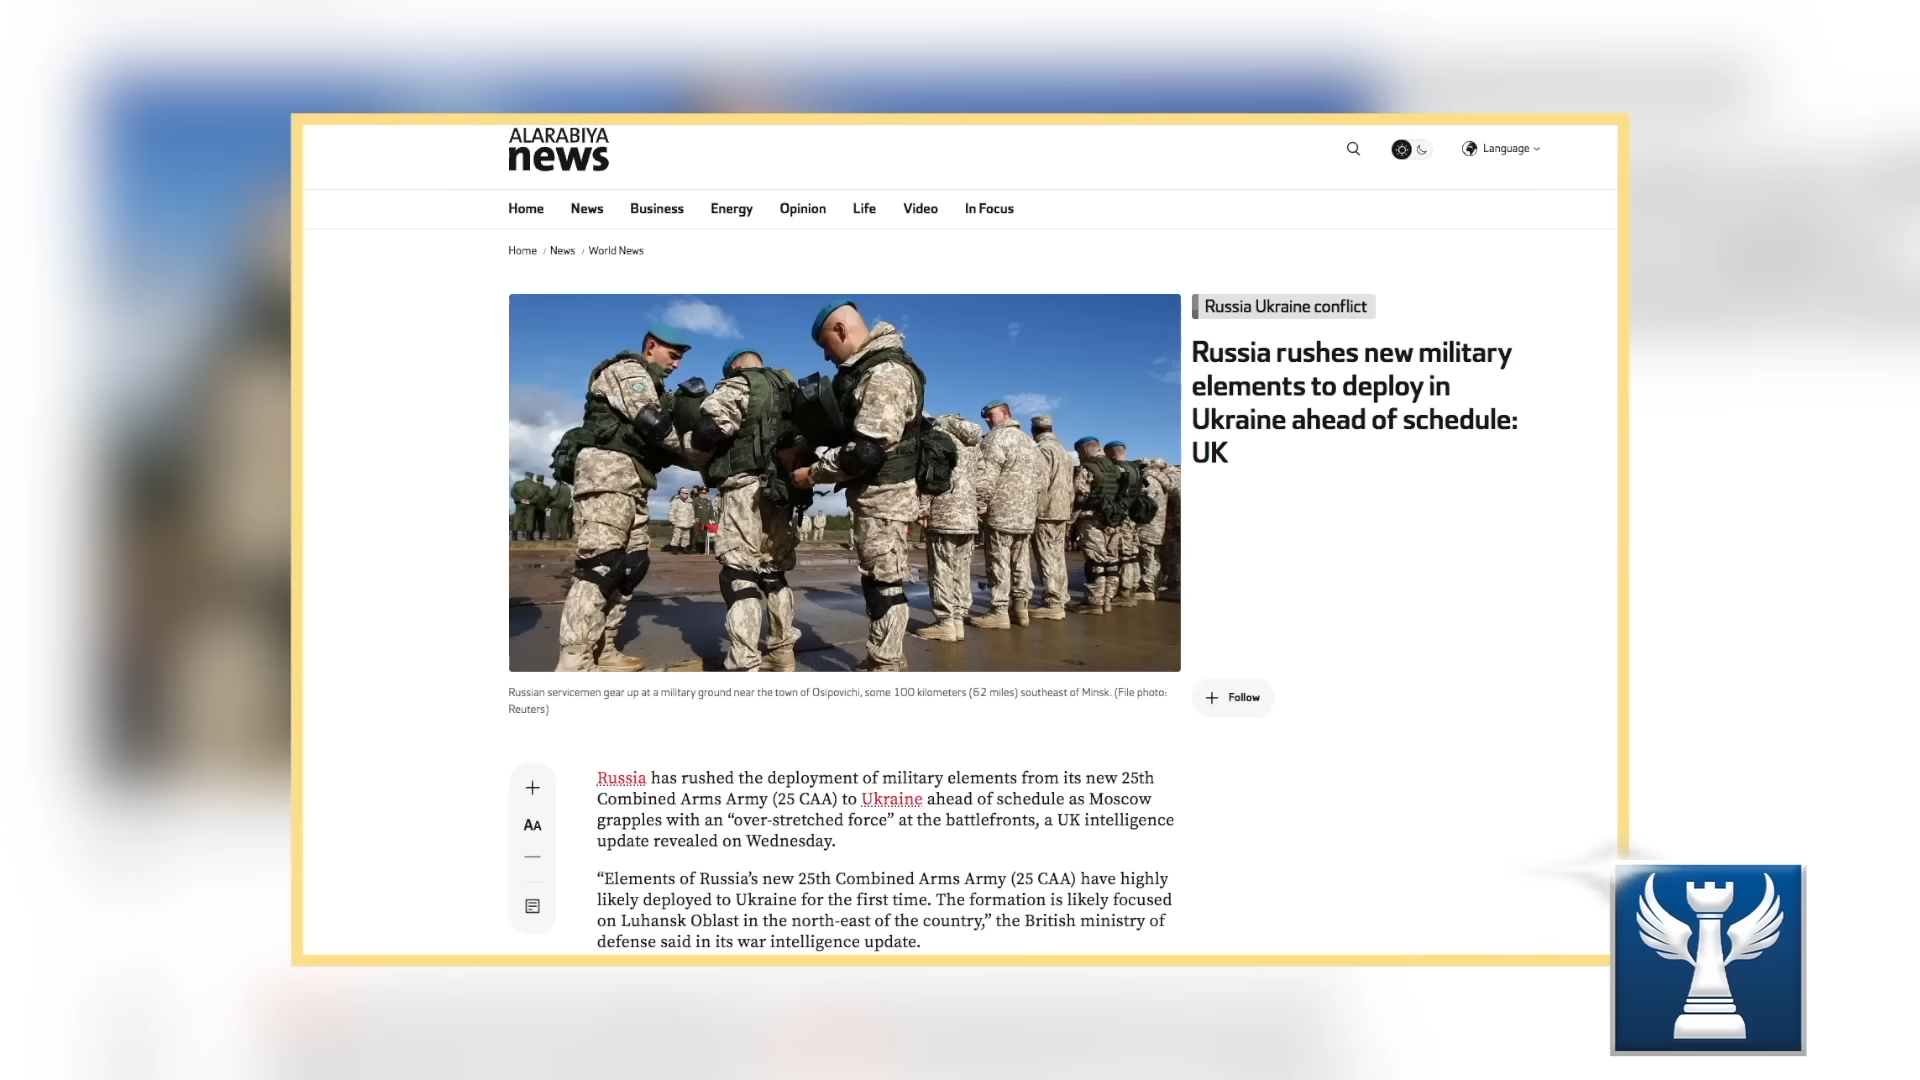 ALARABIYA
news
Language
Home News Business Energy Opinion Life Video In Focus
Home / News / World News
Russia Ukraine conflict
Russia rushes new military
elements to deploy in
Ukraine ahead of schedule:
UK
Russian servicemen gear up at a military ground near the town of Osipovichi, some 100 kilometers (62 miles) southeast of Minsk. (File photo:
Reuters)
+ Follow
AA
Russia has rushed the deployment of military elements from its new 25th
Combined Arms Army (25 CAA) to Ukraine ahead of schedule as Moscow
grapples with an “over-stretched force” at the battlefronts, a UK intelligence
update revealed on Wednesday.
“Elements of Russia’s new 25th Combined Arms Army (25 CAA) have highly
likely deployed to Ukraine for the first time. The formation is likely focused
on Luhansk Oblast in the north-east of the country,” the British ministry of
defense said in its war intelligence update.